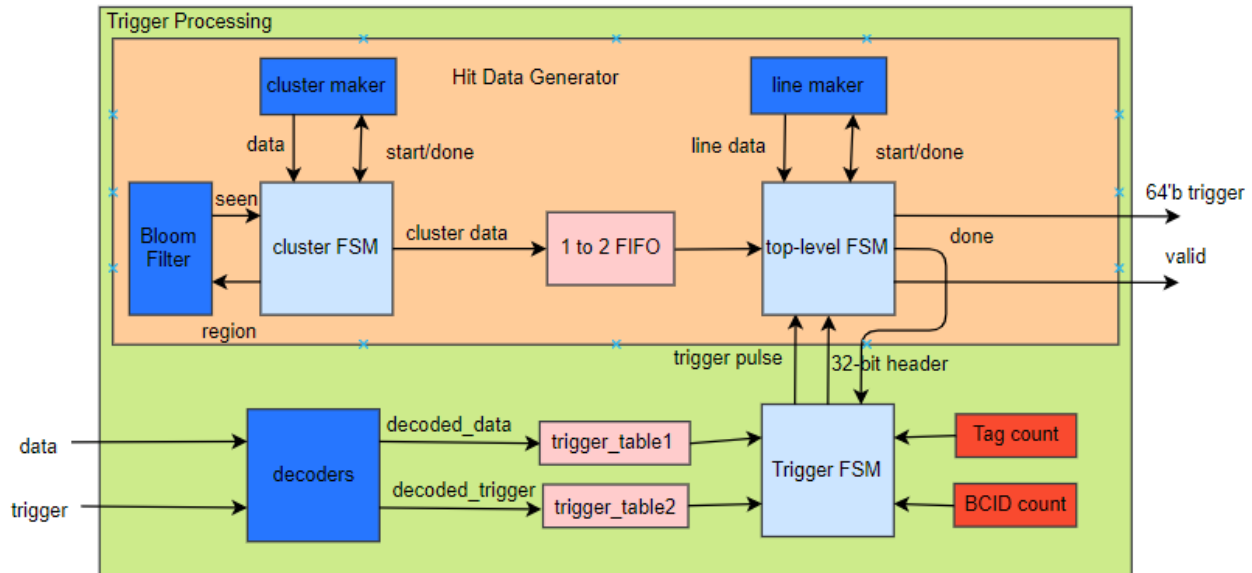 Trigger Processing
Hit Data Generator
cluster maker
line maker
data
start/done
line data
start/done
seen
Bloom
Filter
cluster FSM
cluster data
1 to 2 FIFO
top-level FSM
64'b trigger
done
valid
region
trigger pulse
32-bit header
data
decoders
decoded_data
trigger_table1
Trigger FSM
Tag count
trigger
decoded_trigger
trigger_table2
BCID count